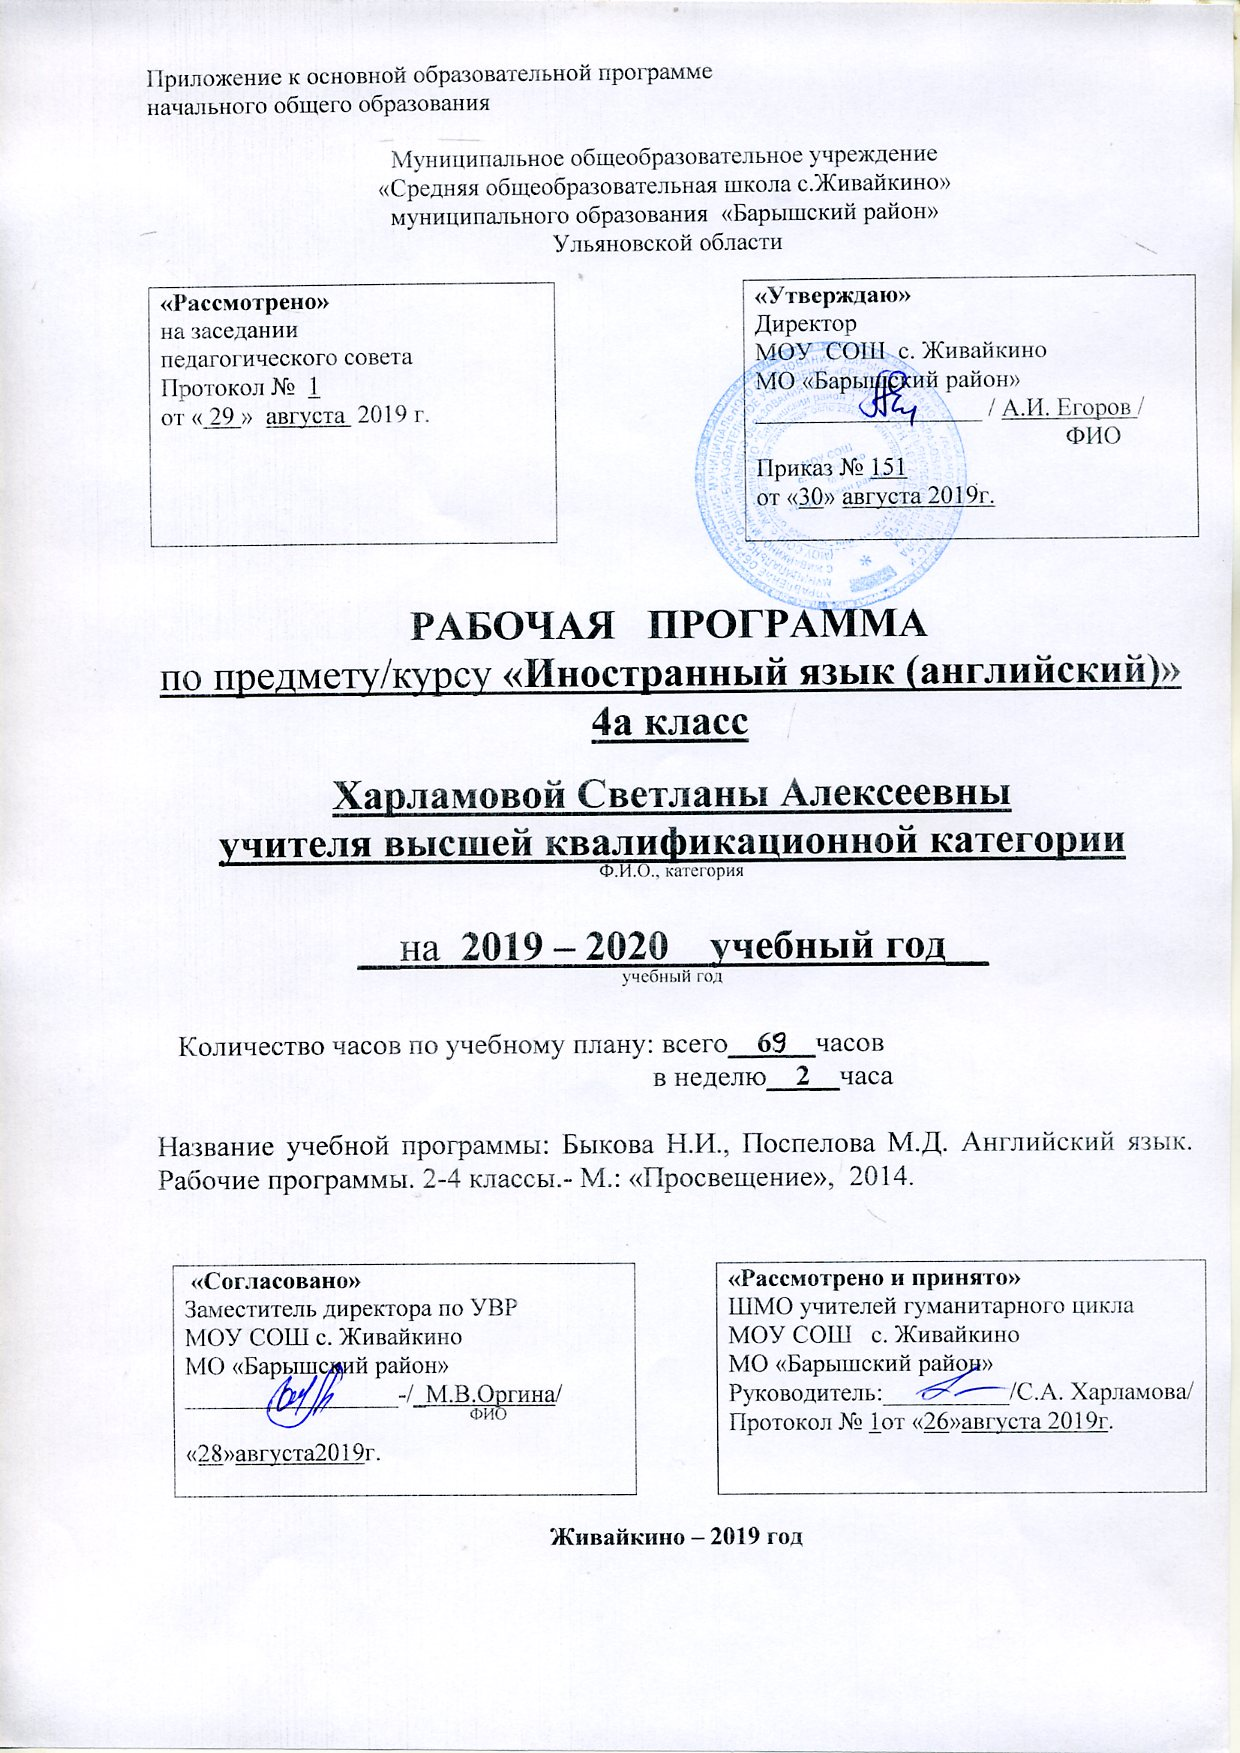 Приложение к основной образовательной программе
начального общего образования
Муниципальное общеобразовательное учреждение
«Средняя общеобразовательная школа с.Живайкино»
муниципального образования «Барышский район»
Ульяновской области
«Рассмотрено»
на заседании
педагогического совета
Протокол № 1
от « 29 » августа 2019 г.
«Утверждаю»
Директор
МОУ СОШ с. Живайкино
МО «Барышский район»
/ А.И. Егоров /
ФИО
Приказ № 151
от «30» августа 2019г.
РАБОЧАЯ ПРОГРАММА
по предмету/курсу «Иностранный язык (английский)»
4а класс
Харламовой Светланы Алексеевны
учителя высшей квалификационной категории
Ф.И.О., категория
на 2019 – 2020 учебный год
учебный год
Количество часов по учебному плану: всего 69 часов
в неделю 2 часа
Название учебной программы: Быкова Н.И., Поспелова М.Д. Английский язык.
Рабочие программы. 2-4 классы.- М.: «Просвещение», 2014.
«Согласовано»
Заместитель директора по УВР
МОУ СОШ с. Живайкино
МО «Барышский район»
-/ М.В.Оргина/
ФИО
«28»августа2019г.
«Рассмотрено и принято»
ШМО учителей гуманитарного цикла
МОУ СОШ с. Живайкино
МО «Барышский район»
Руководитель:__________/С.А. Харламова/
Протокол № 1от «26»августа 2019г.
Живайкино – 2019 год